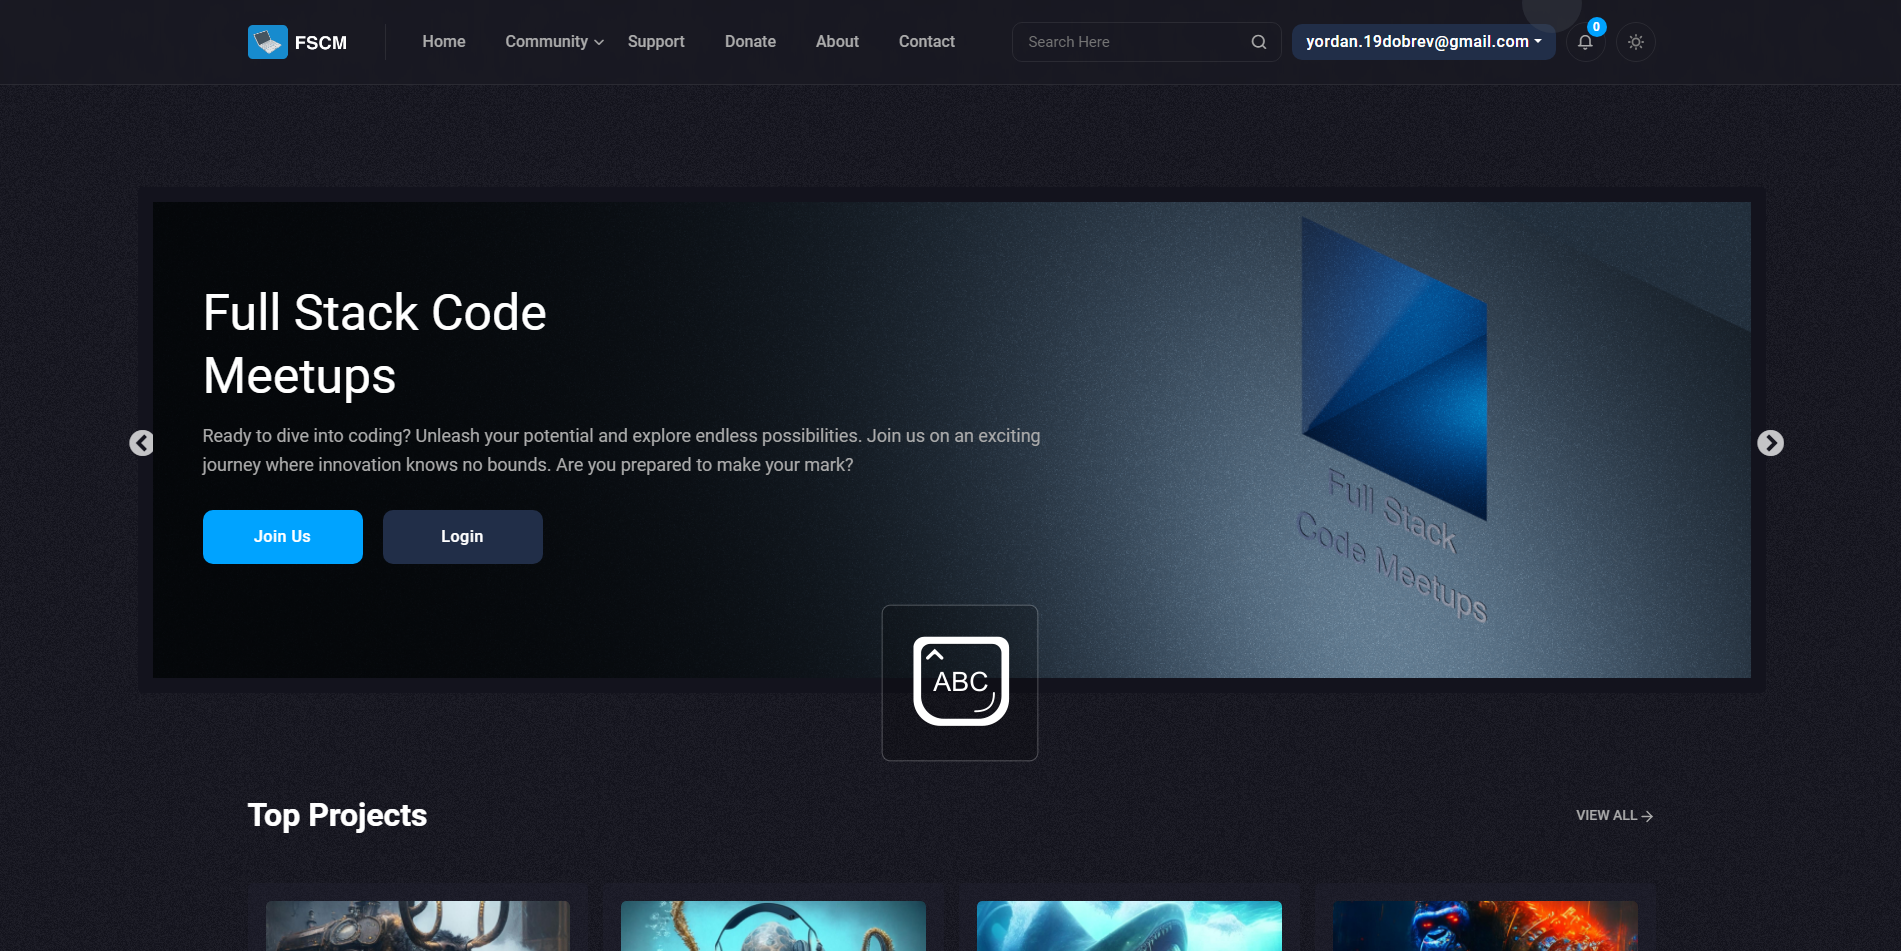 FSCM
Home
Community
Support
Donate
About
Contact
Search Here
yordan.19dobrev@gmail.com
0
Full Stack Code
Meetups
Ready to dive into coding? Unleash your potential and explore endless possibilities. Join us on an exciting
journey where innovation knows no bounds. Are you prepared to make your mark?
Join Us
Login
Full Stack
Code Meetups
ABC
Top Projects
VIEW ALL